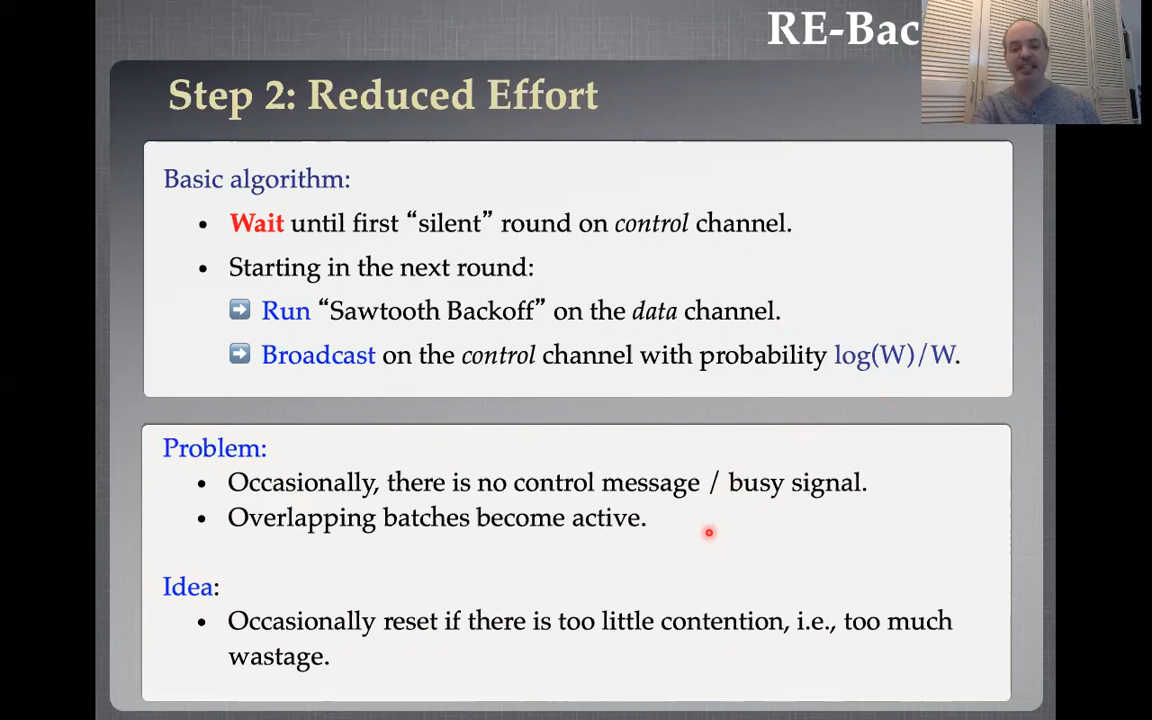 RE-Bac
Step 2: Reduced Effort
Basic algorithm:
• Wait until first “silent” round on control channel.
• Starting in the next round:
Run “Sawtooth Backoff” on the data channel.
Broadcast on the control channel with probability log(W)/W.
Problem:
• Occasionally, there is no control message / busy signal.
• Overlapping batches become active.
Idea:
• Occasionally reset if there is too little contention, i.e., too much
wastage.